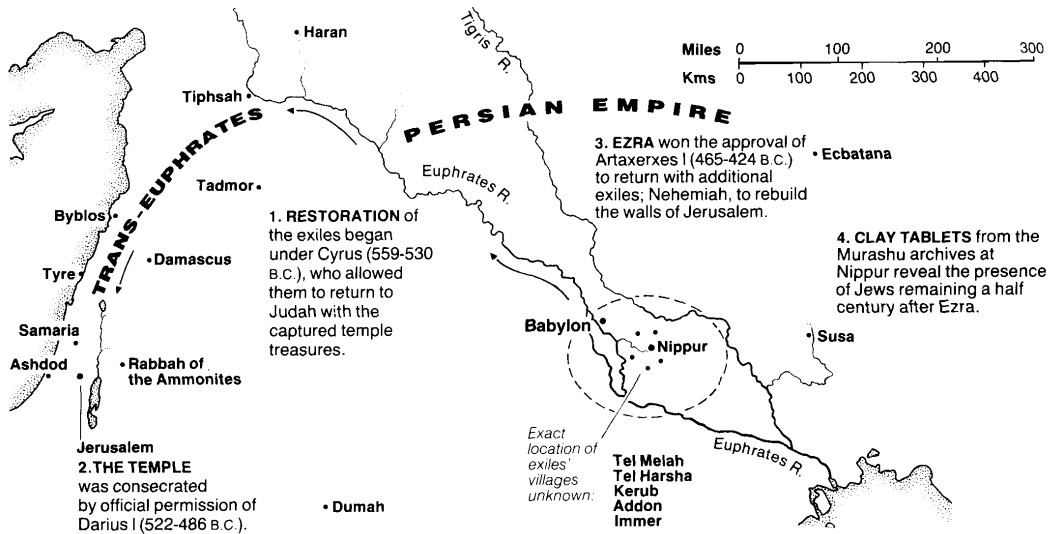 Haran
Tigris R.
Miles 0 100 200 300
Kms 0 100 200 300 400
Tiphsah
PERSIAN EMPIRE
TRANS-EUPHRATES
3. EZRA won the approval of
Artaxerxes I (465-424 B.C.)
to return with additional
exiles; Nehemiah, to rebuild
the walls of Jerusalem.
Ecbatana
Euphrates R.
Tadmor
Byblos
1. RESTORATION of
the exiles began
under Cyrus (559-530
B.C.), who allowed
them to return to
Judah with the
captured temple
treasures.
4. CLAY TABLETS from the
Murashu archives at
Nippur reveal the presence
of Jews remaining a half
century after Ezra.
Damascus
Tyre
Samaria
Babylon
Nippur
Susa
Ashdod
Rabbah of
the Ammonites
Jerusalem
2.THE TEMPLE
was consecrated
by official permission of
Darius I (522-486 B.C.).
Dumah
Exact
location of
exiles'
villages
unknown:
Tel Melah
Tel Harsha
Kerub
Addon
Immer
Euphrates R.